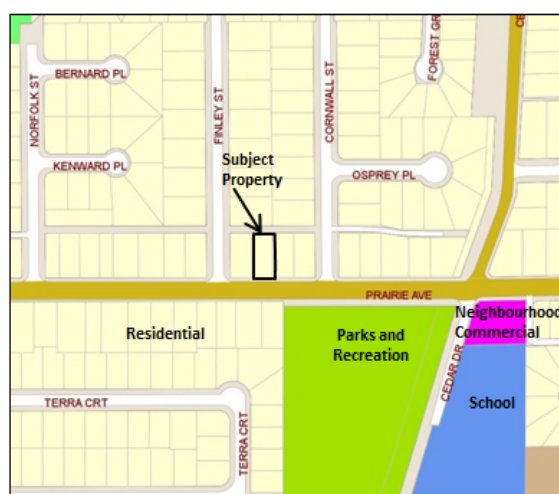 NORFOLK ST
BERNARD PL
KENWARD PL
FINLEY ST
Subject
Property
CORNWALL ST
FOREST GR
CE
OSPREY PL
PRAIRIE AVE
Residential
Parks and
Recreation
Neighbourhood
Commercial
CEDAR DR
School
TERRA CRT
TERRA CRT